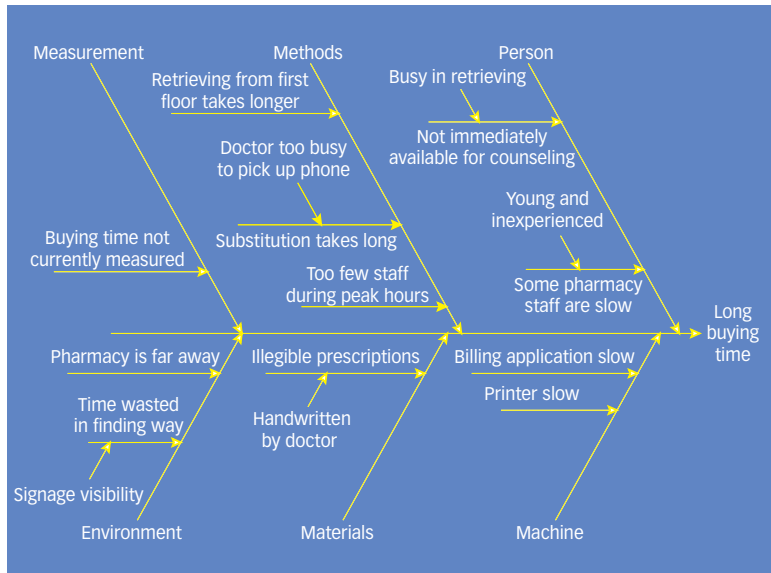 Measurement
Methods
Person
Retrieving from first
floor takes longer
Busy in retrieving
Not immediately
available for counseling
Doctor too busy
to pick up phone
Substitution takes long
Young and
inexperienced
Some pharmacy
staff are slow
Buying time not
currently measured
Too few staff
during peak hours
Long
buying
time
Pharmacy is far away
Time wasted
in finding way
Signage visibility
Illegible prescriptions
Handwritten
by doctor
Billing application slow
Printer slow
Environment
Materials
Machine